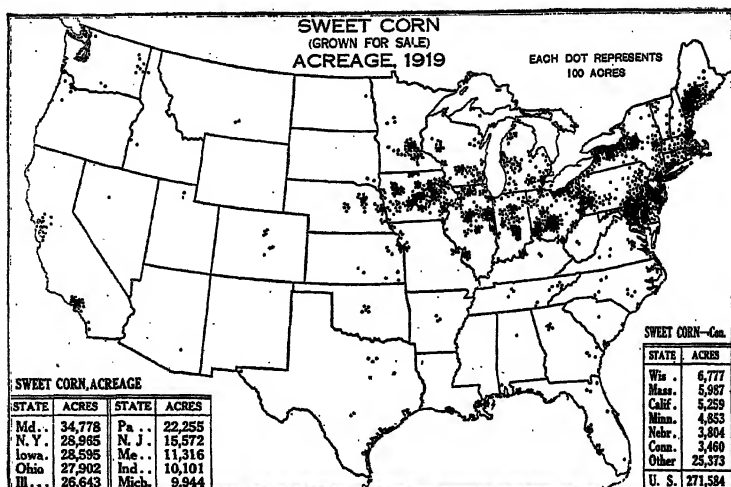 SWEET CORN
(GROWN FOR SALE)
ACREAGE, 1919
EACH DOT REPRESENTS
100 ACRES
SWEET CORN, ACREAGE
STATE ACRES STATE ACRES
Md.. 34,778 Pa.. 22,255
N.Y. 28,965 N.J. 15,572
Iowa. 28,595 Me.. 11,316
Ohio 27,902 Ind.. 10,101
Ill... 26,643 Mich. 9,944
SWEET CORN—Con.
STATE ACRES
Wis. 6,777
Mass. 5,987
Calif. 5,259
Minn. 4,853
Nebr. 3,804
Conn. 3,460
Other 25,373
U. S. 271,584